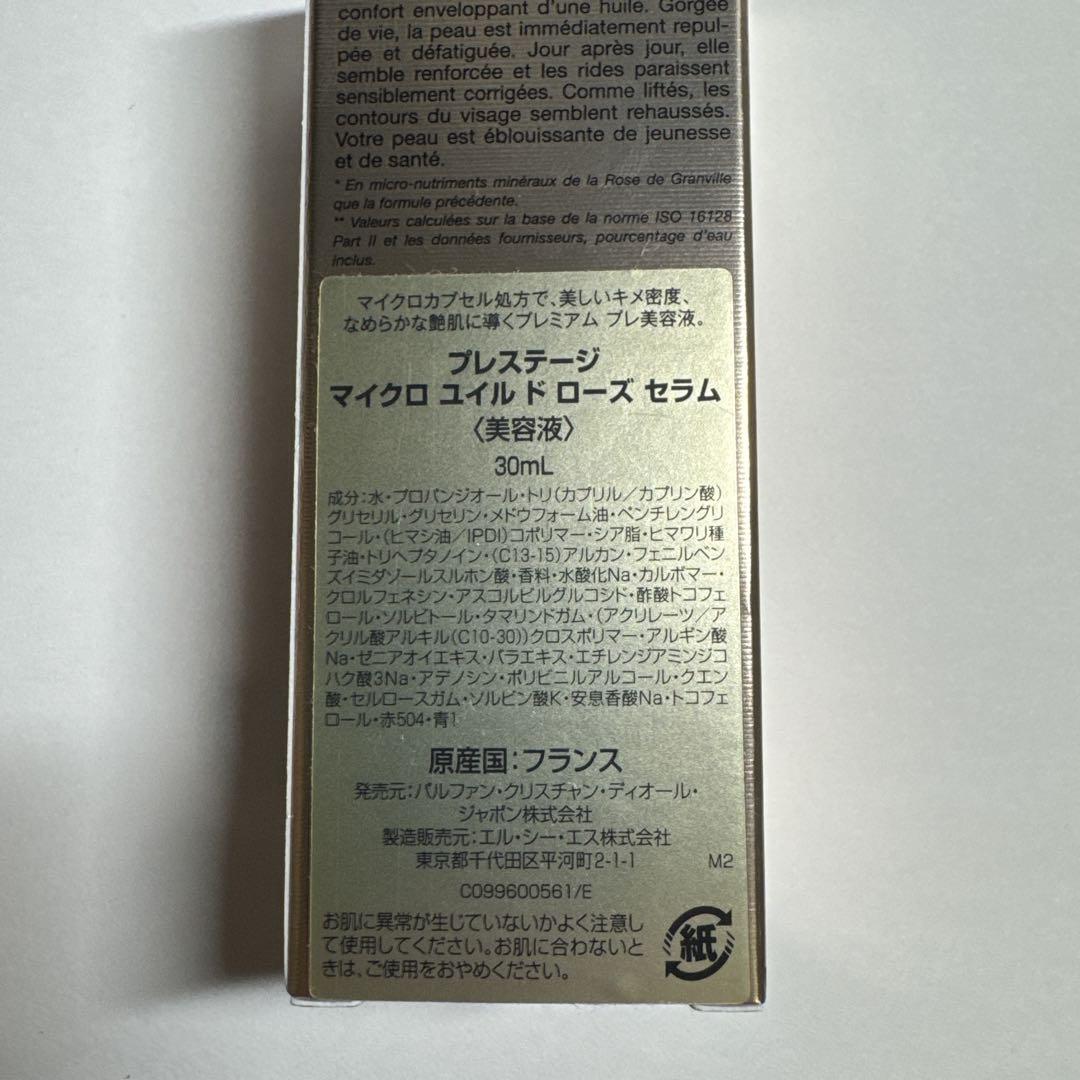 confort enveloppant d'une huile. Gorgée
de vie, la peau est immédiatement repul-
pée et défatiguée. Jour après jour, elle
semble renforcée et les rides paraissent
sensiblement corrigées. Comme liftés, les
contours du visage semblent rehaussés.
Votre peau est éblouissante de jeunesse
et de santé.
* En micro-nutriments minéraux de la Rose de Granville
que la formule précédente.
** Valeurs calculées sur la base de la norme ISO 16128
Part II et les données fournisseurs, pourcentage d'eau
inclus.
マイクロカプセル処方で、美しいキメ密度、
なめらかな艶肌に導くプレミアム プレ美容液。
プレステージ
マイクロ ユイル ド ローズ セラム
〈美容液〉
30mL
成分:水・プロパンジオール・トリ(カプリル/カプリン酸)
グリセリル・グリセリン・メドウフォーム油・ペンチレングリ
コール・(ヒマシ油/IPDI)コポリマー・シア脂・ヒマワリ種
子油・トリヘプタノイン・(C13-15)アルカン・フェニルベン
ズイミダゾールスルホン酸・香料・水酸化Na・カルボマー・
クロルフェネシン・アスコルビルグルコシド・酢酸トコフェ
ロール・ソルビトール・タマリンドガム・(アクリレーツ/ア
クリル酸アルキル(C10-30))クロスポリマー・アルギン酸
Na・ゼニアオイエキス・バラエキス・エチレンジアミンジコ
ハク酸3Na・アデノシン・ポリビニルアルコール・クエン
酸・セルロースガム・ソルビン酸K・安息香酸Na・トコフェ
ロール・赤504・青1
原産国:フランス
発売元:パルファン・クリスチャン・ディオール・
ジャポン株式会社
製造販売元:エル・シー・エス株式会社
東京都千代田区平河町2-1-1 M2
C099600561/E
お肌に異常が生じていないかよく注意し
て使用してください。お肌に合わないと
きは、ご使用をおやめください。
紙